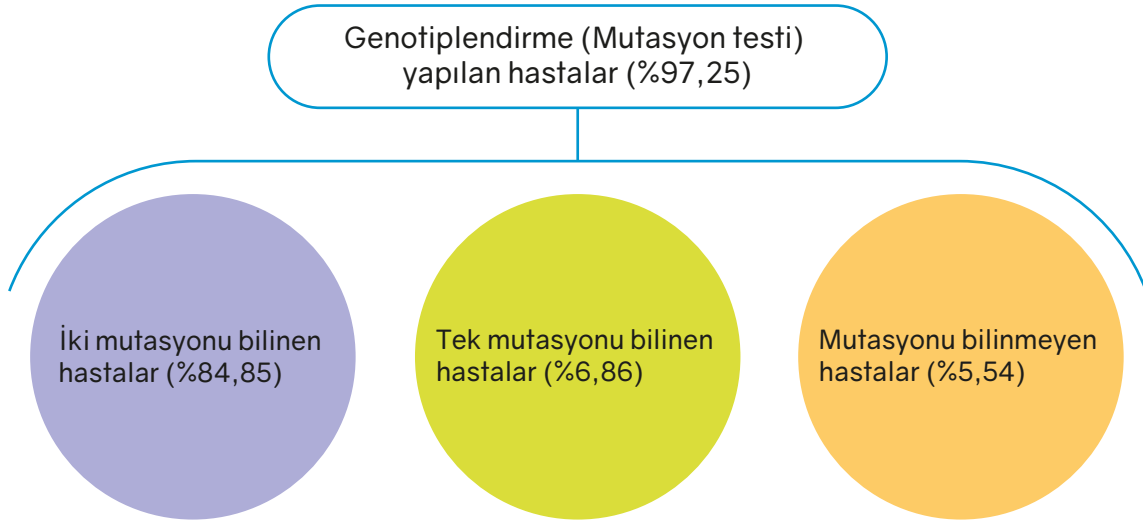 Genotiplendirme (Mutasyon testi)
yapılan hastalar (%97,25)
İki mutasyonu bilinen
hastalar (%84,85)
Tek mutasyonu bilinen
hastalar (%6,86)
Mutasyonu bilinmeyen
hastalar (%5,54)